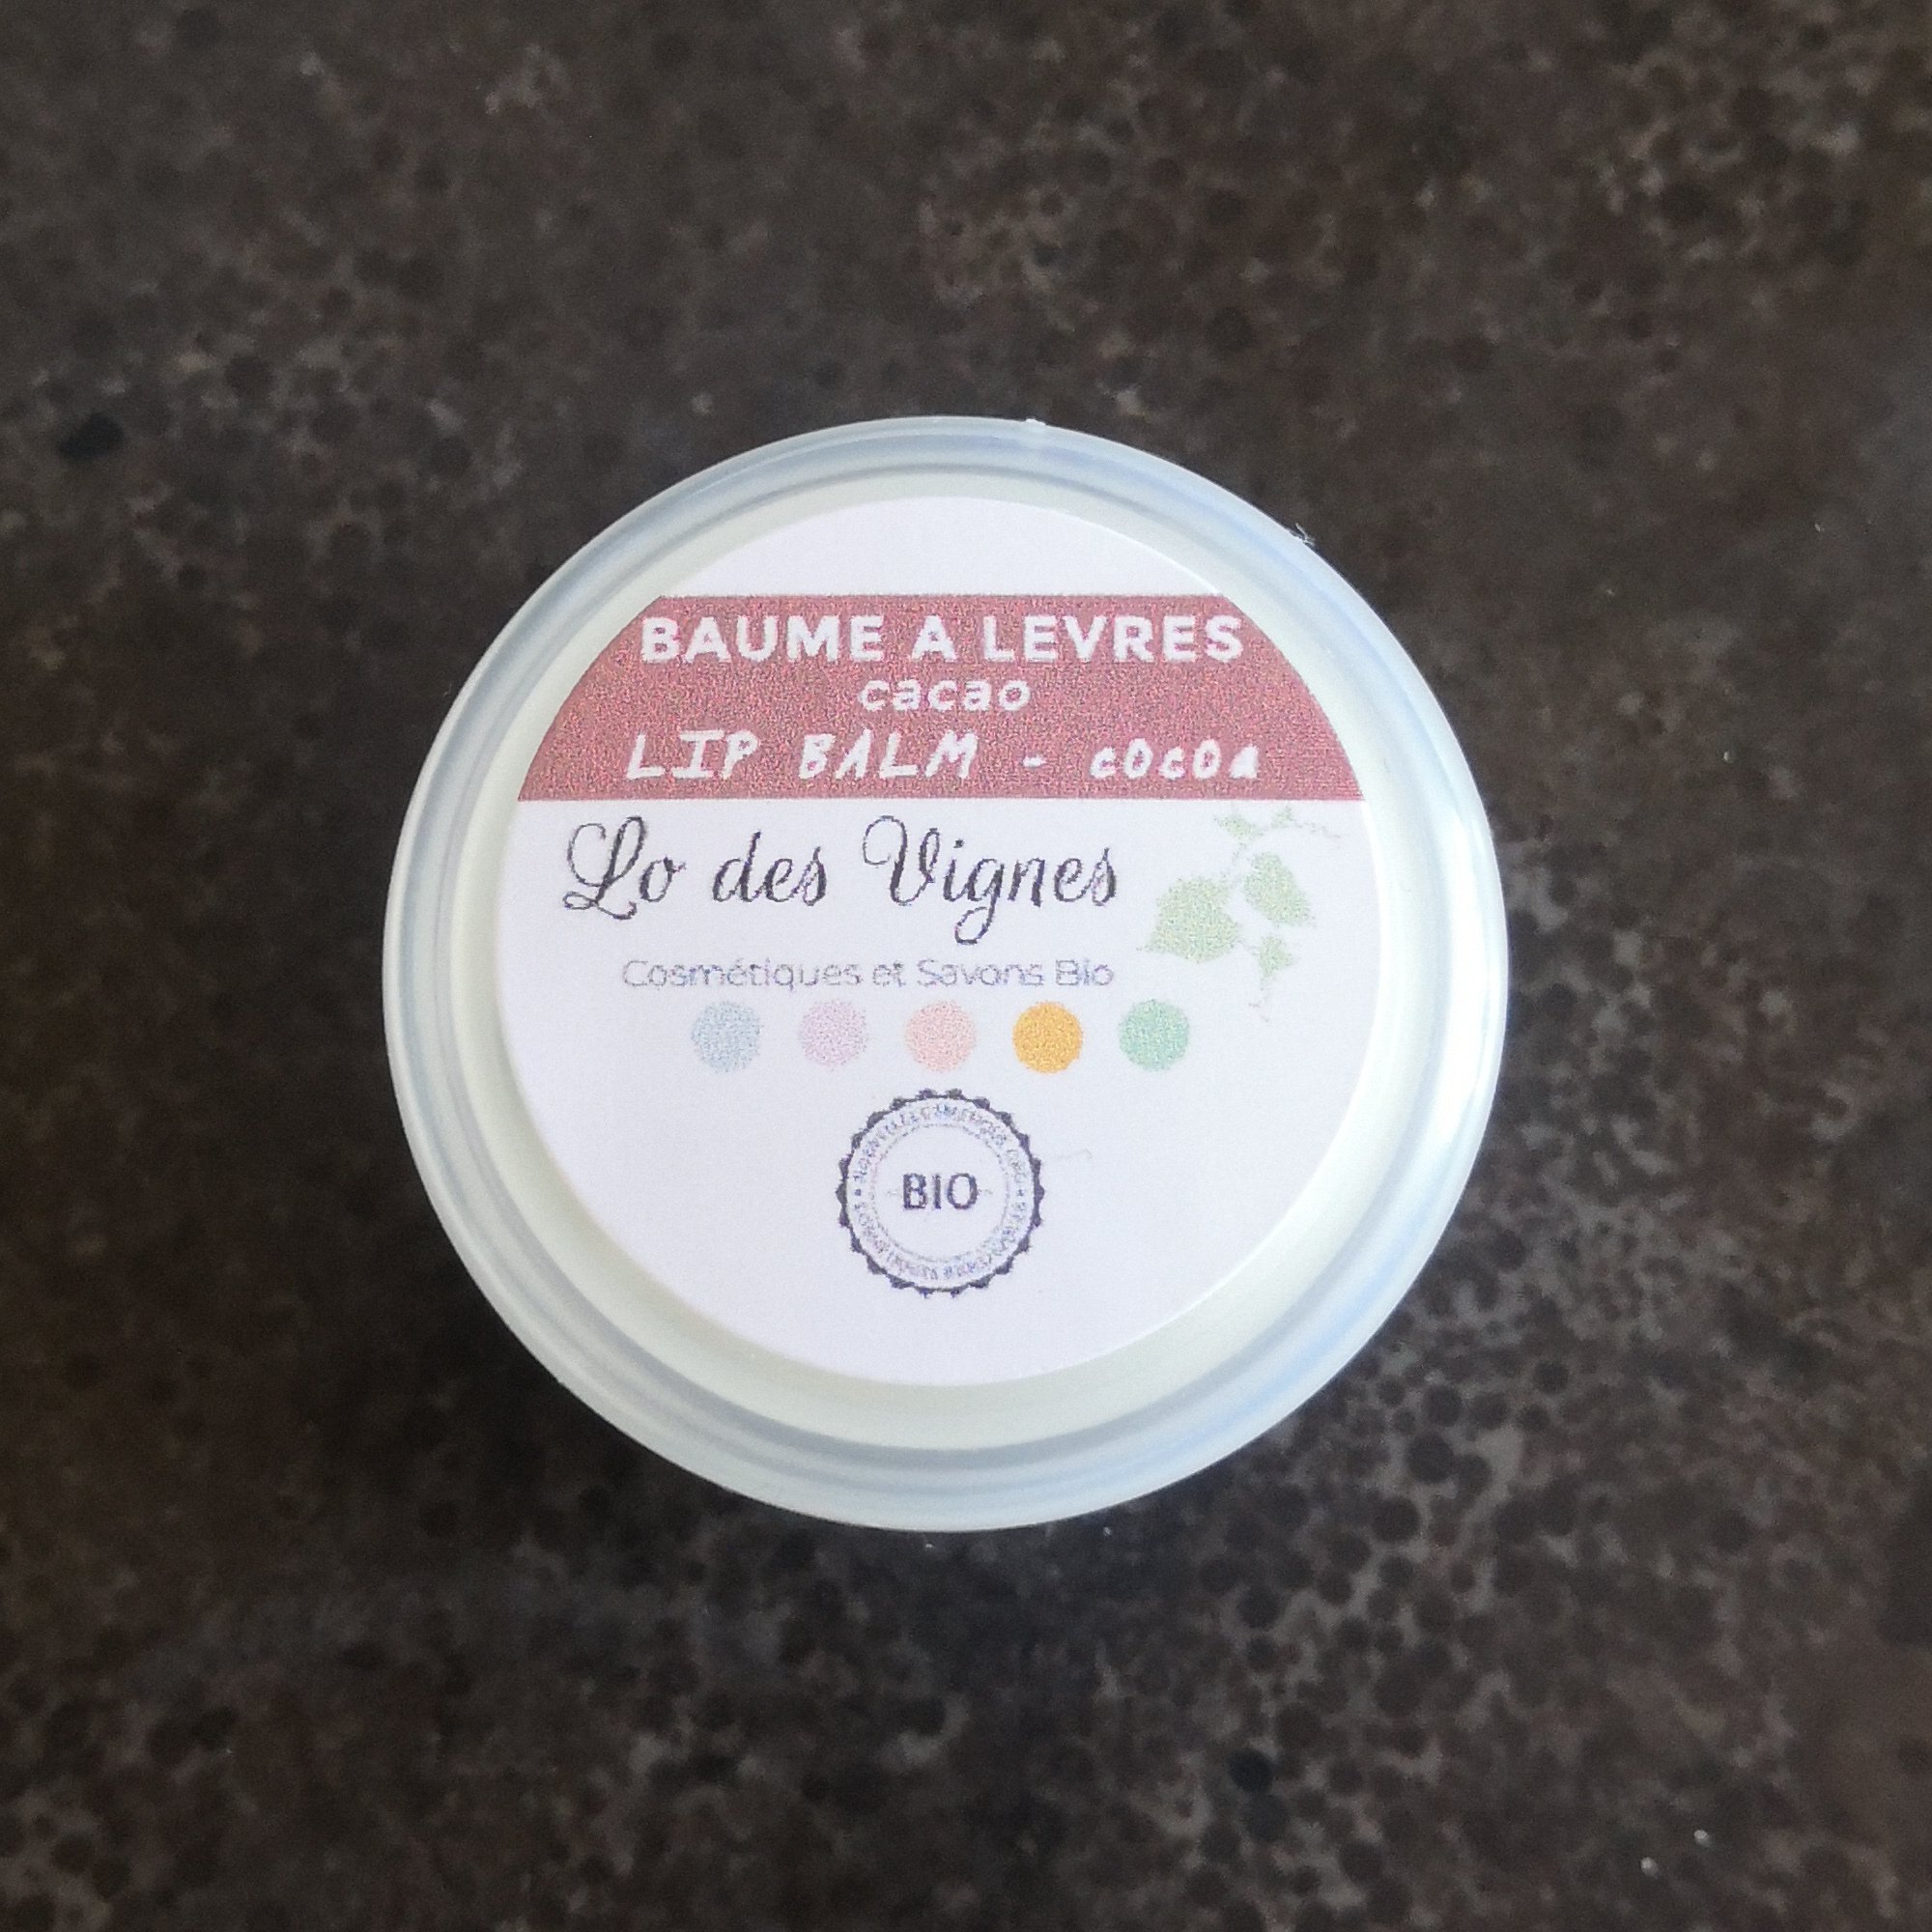 BAUME A LEVRES
cacao
LIP BALM - cocoa
Lo des Vignes
Cosmétiques et Savons Bio
BIO